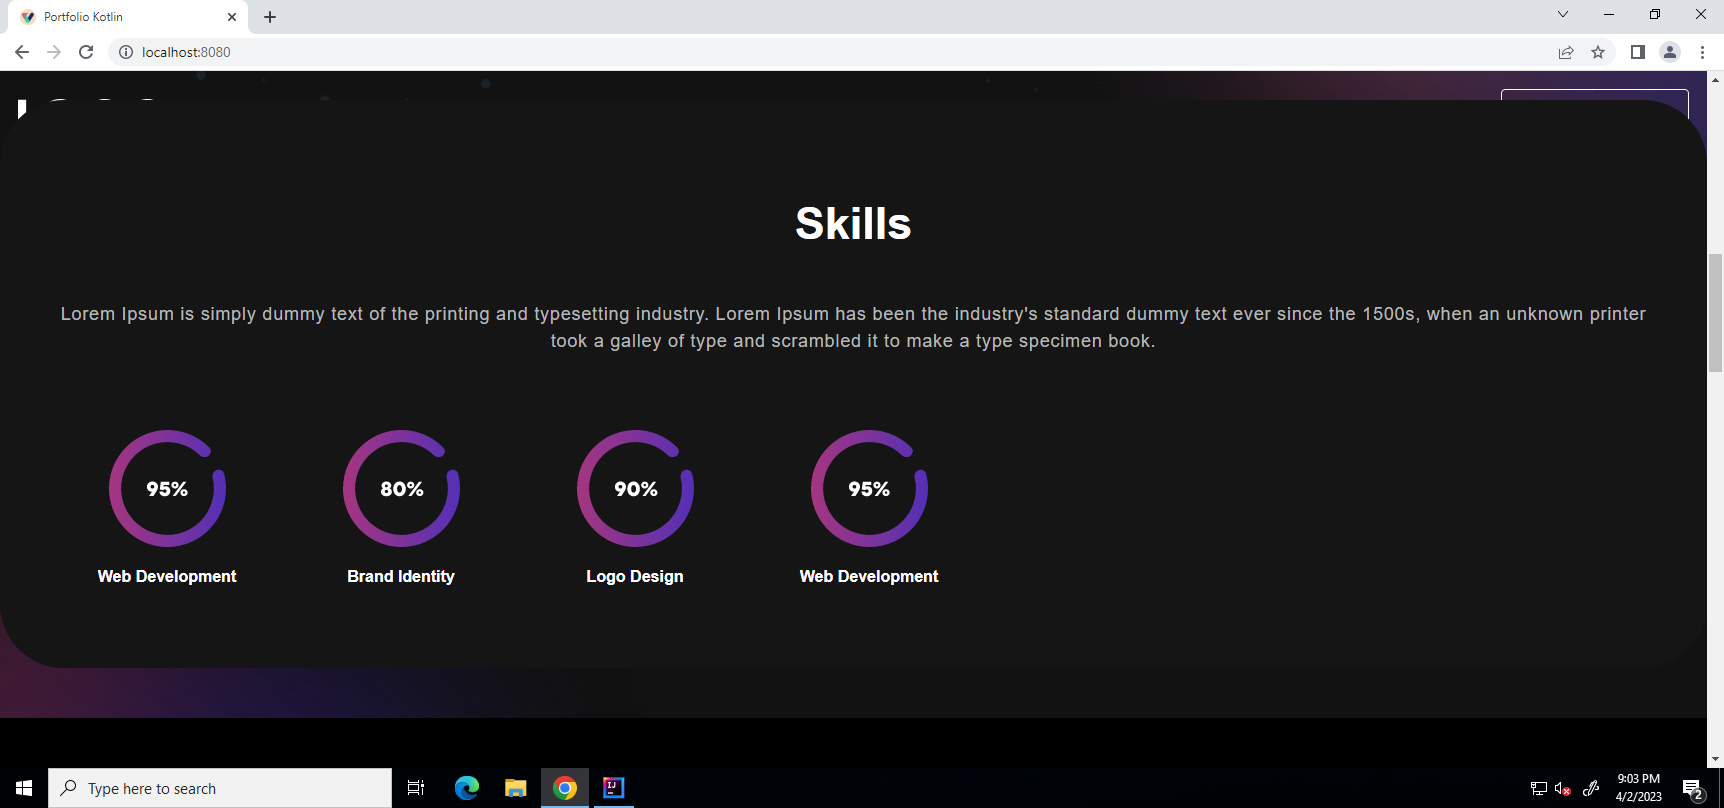 Portfolio Kotlin
localhost:8080
Skills
Lorem Ipsum is simply dummy text of the printing and typesetting industry. Lorem Ipsum has been the industry's standard dummy text ever since the 1500s, when an unknown printer
took a galley of type and scrambled it to make a type specimen book.
95% 80% 90% 95%
Web Development Brand Identity Logo Design Web Development
Type here to search
9:03 PM
4/2/2023
2